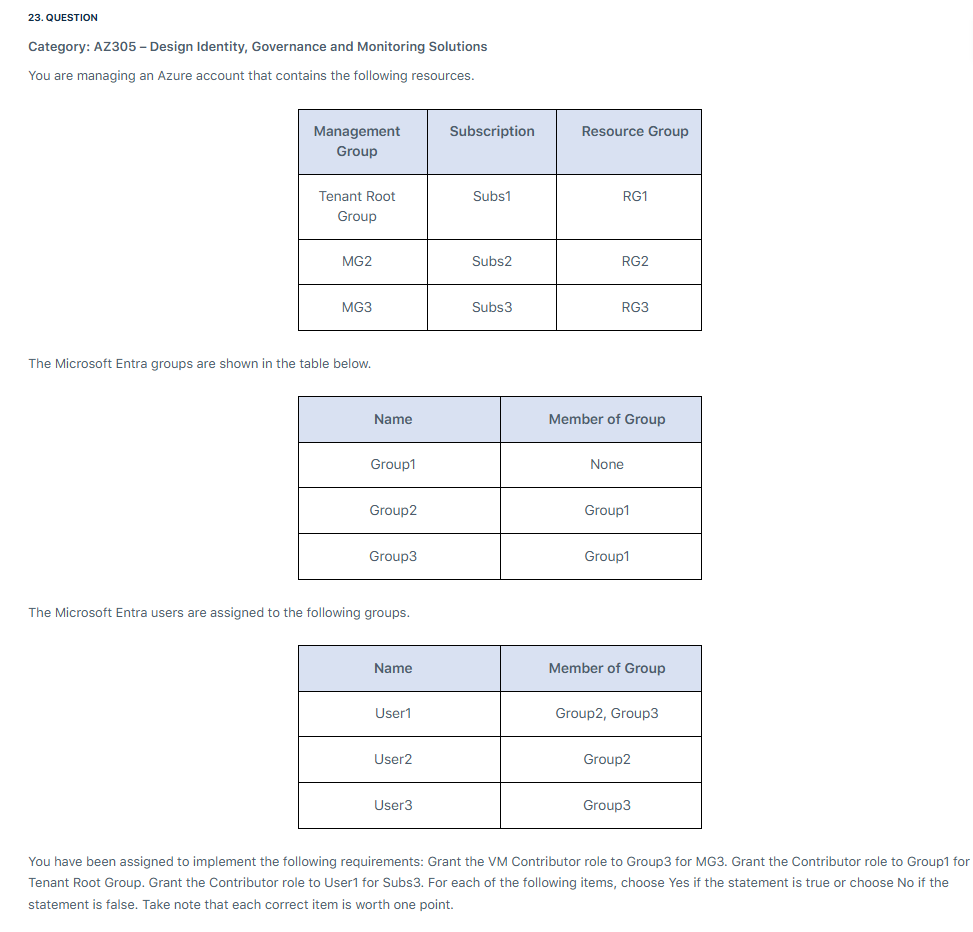 23. QUESTION
Category: AZ305 – Design Identity, Governance and Monitoring Solutions
You are managing an Azure account that contains the following resources.
Management Group Subscription Resource Group
Tenant Root Group Subs1 RG1
MG2 Subs2 RG2
MG3 Subs3 RG3
The Microsoft Entra groups are shown in the table below.
Name Member of Group
Group1 None
Group2 Group1
Group3 Group1
The Microsoft Entra users are assigned to the following groups.
Name Member of Group
User1 Group2, Group3
User2 Group2
User3 Group3
You have been assigned to implement the following requirements: Grant the VM Contributor role to Group3 for MG3. Grant the Contributor role to Group1 for
Tenant Root Group. Grant the Contributor role to User1 for Subs3. For each of the following items, choose Yes if the statement is true or choose No if the
statement is false. Take note that each correct item is worth one point.